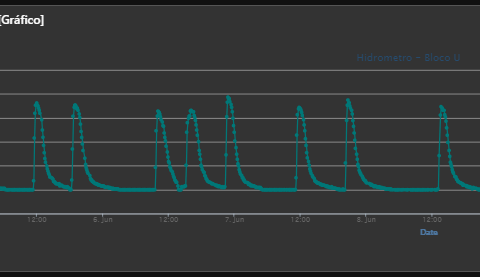 [Gráfico]
Hidrometro - Bloco U
12:00 6. Jun 12:00 7. Jun 12:00 8. Jun 12:00
Date